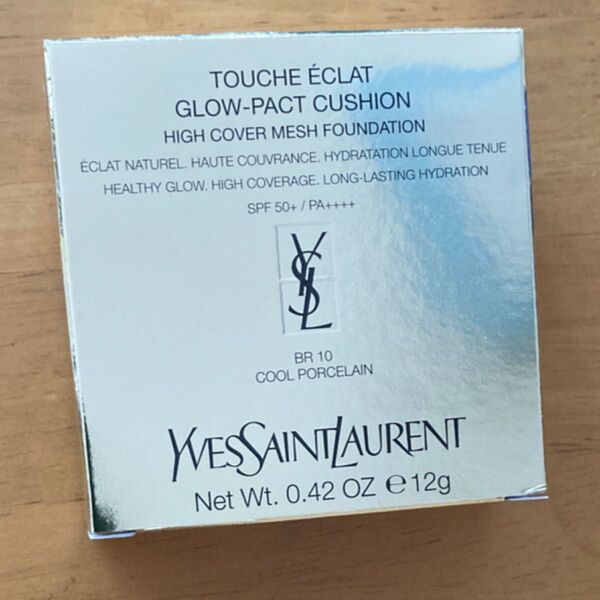 TOUCHE ÉCLAT
GLOW-PACT CUSHION
HIGH COVER MESH FOUNDATION
ÉCLAT NATUREL. HAUTE COUVRANCE. HYDRATATION LONGUE TENUE
HEALTHY GLOW. HIGH COVERAGE. LONG-LASTING HYDRATION
SPF 50+ / PA++++
YSL
BR 10
COOL PORCELAIN
YVESSAINTLAURENT
Net Wt. 0.42 OZ ℮12g